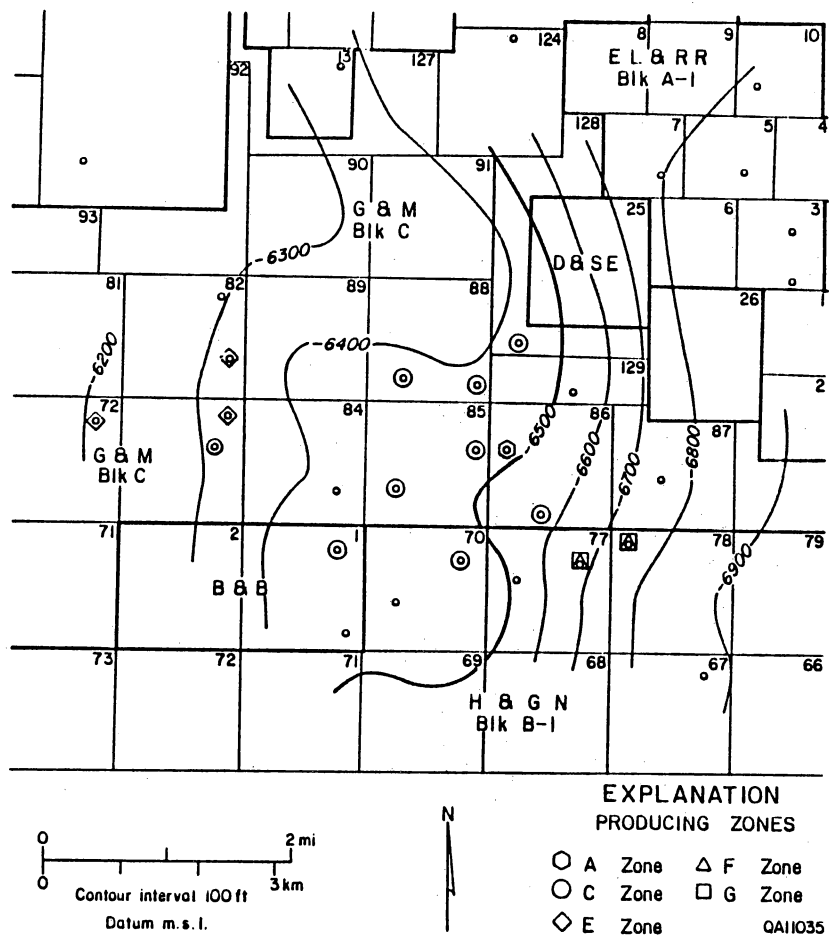 8 9 10
124
13 127
E L & R R
Blk A-1
92
128 7 5 4
90 91
93
G & M
Blk C
25 6 3
-6300
D & SE
81 82 89 88
26
-6400
-6200
129
2
72 84 85 86
-6500
87
-6600
-6700
-6800
G & M
Blk C
71 2 1 70 77 78 79
-6900
B & B
73 72 71 69 68 67 66
H & G N
Blk B-1
EXPLANATION
PRODUCING ZONES
N
0 2 mi
0 3 km
Contour interval 100 ft
Datum m.s.l.
A Zone F Zone
C Zone G Zone
E Zone
QA11035